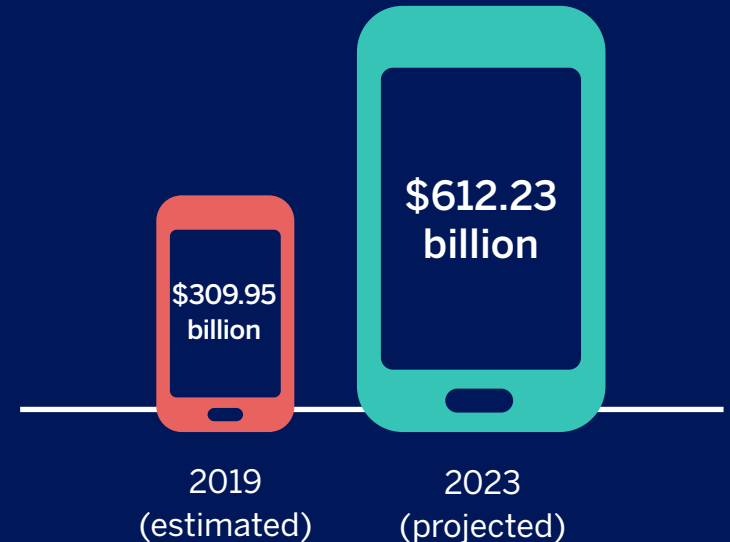 $309.95
billion
$612.23
billion
2019
(estimated)
2023
(projected)